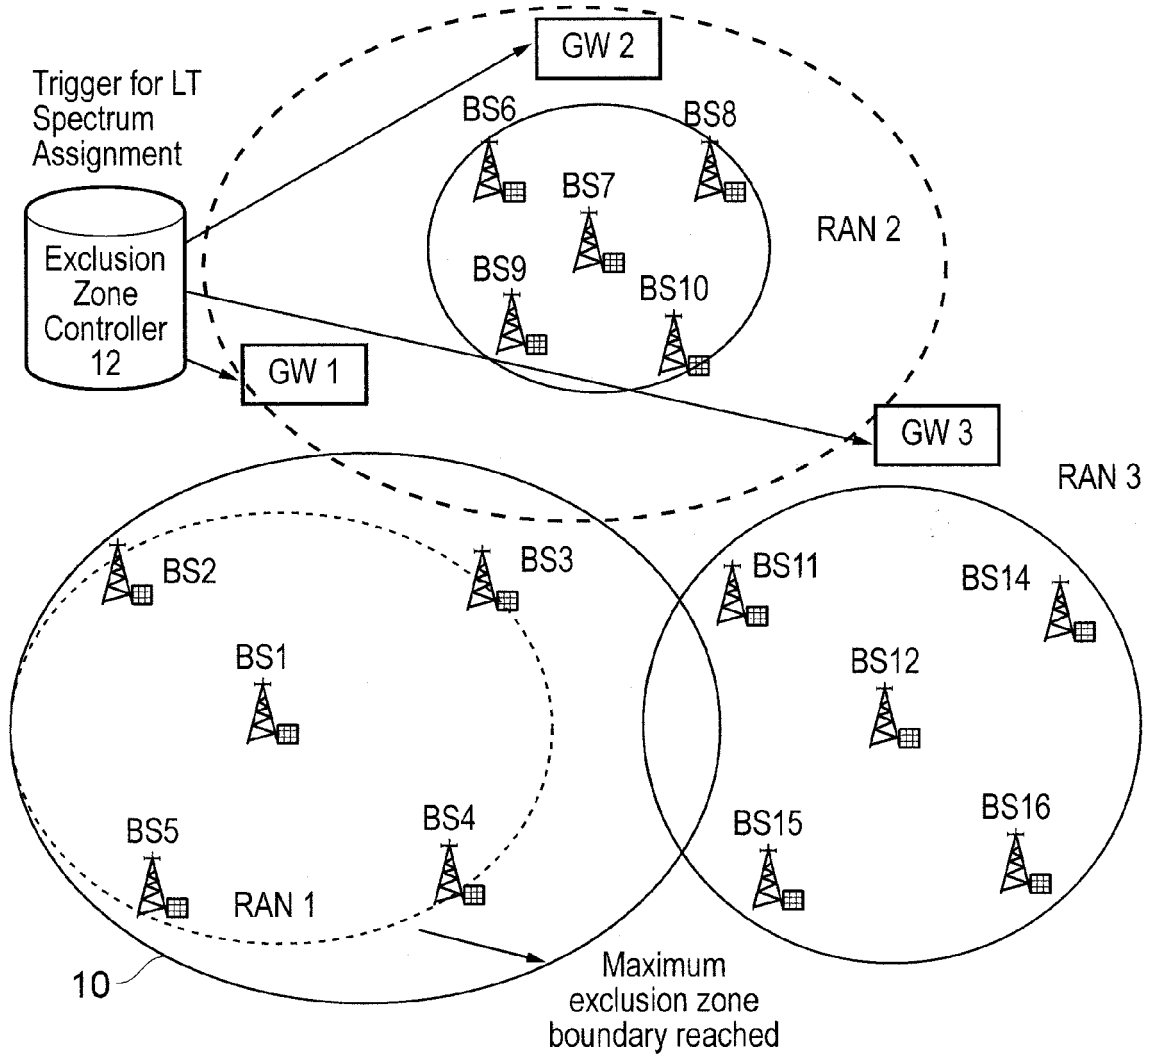 GW 2
Trigger for LT
Spectrum
Assignment
BS6
BS8
BS7
RAN 2
Exclusion
Zone
Controller
12
BS9
BS10
GW 1
GW 3
RAN 3
BS2
BS3
BS11
BS14
BS1
BS12
BS5
BS4
BS15
BS16
RAN 1
10
Maximum
exclusion zone
boundary reached